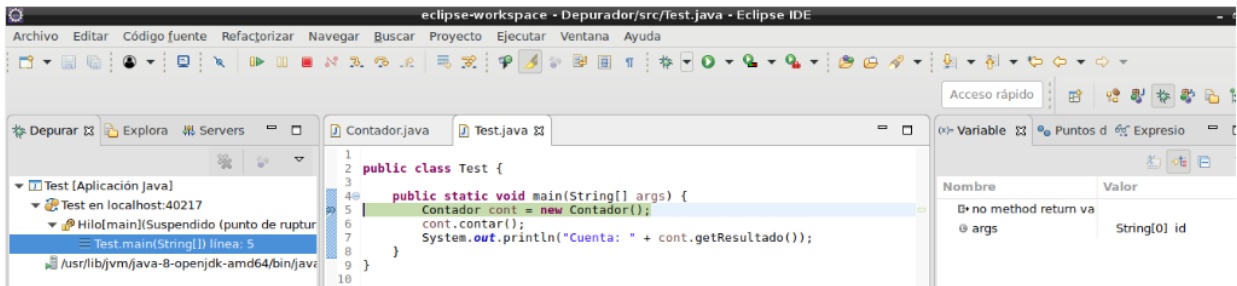 eclipse-workspace - Depurador/src/Test.java - Eclipse IDE
Archivo Editar Código fuente Refactorizar Navegar Buscar Proyecto Ejecutar Ventana Ayuda
Acceso rápido
Depurar Explora Servers
Test [Aplicación Java]
Test en localhost:40217
Hilo[main](Suspendido (punto de ruptur
Test.main(String[]) línea: 5
/usr/lib/jvm/java-8-openjdk-amd64/bin/java
Contador.java Test.java
1
2 public class Test {
3
4 public static void main(String[] args) {
5 Contador cont = new Contador();
6 cont.contar();
7 System.out.println("Cuenta: " + cont.getResultado());
8 }
9 }
10
(x)= Variable Puntos d Expresio
Nombre Valor
no method return va
args String[0] id